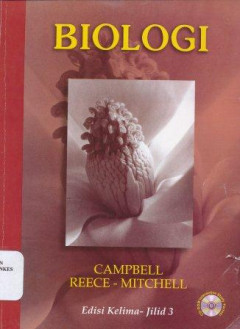 BIOLOGI
CAMPBELL
REECE - MITCHELL
Edisi Kelima- Jilid 3